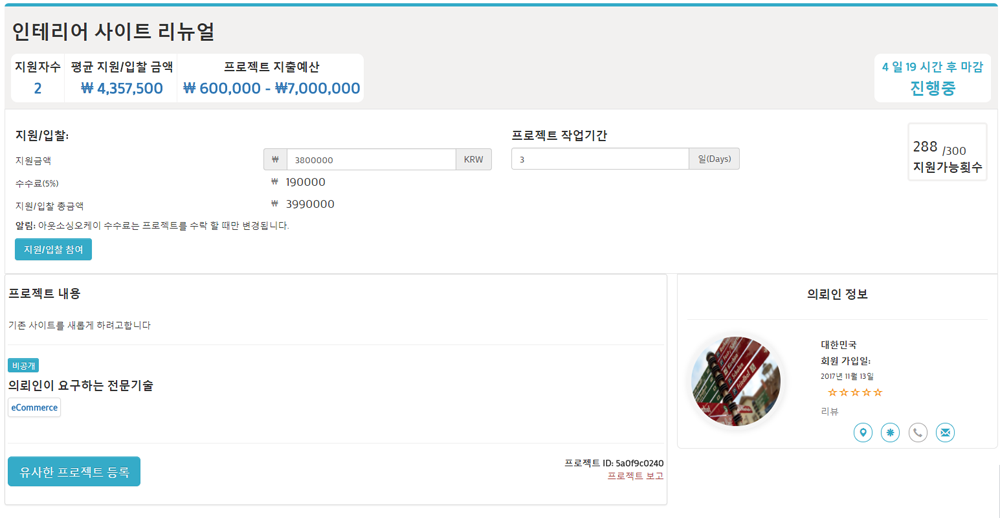 인테리어 사이트 리뉴얼
지원자수 평균 지원/입찰 금액 프로젝트 지출예산
2 ₩ 4,357,500 ₩ 600,000 - ₩7,000,000
4 일 19 시간 후 마감
진행중
지원/입찰:
지원금액 ₩ 3800000 KRW
수수료(5%) ₩ 190000
지원/입찰 총금액 ₩ 3990000
알림: 아웃소싱오케이 수수료는 프로젝트를 수락 할 때만 변경됩니다.
지원/입찰 참여
프로젝트 작업기간
3 일(Days)
288 /300
지원가능횟수
프로젝트 내용
기존 사이트를 새롭게 하려고합니다
비공개
의뢰인이 요구하는 전문기술
eCommerce
유사한 프로젝트 등록
프로젝트 ID: 5a0f9c0240
프로젝트 보고
의뢰인 정보
대한민국
회원 가입일:
2017년 11월 13일
리뷰